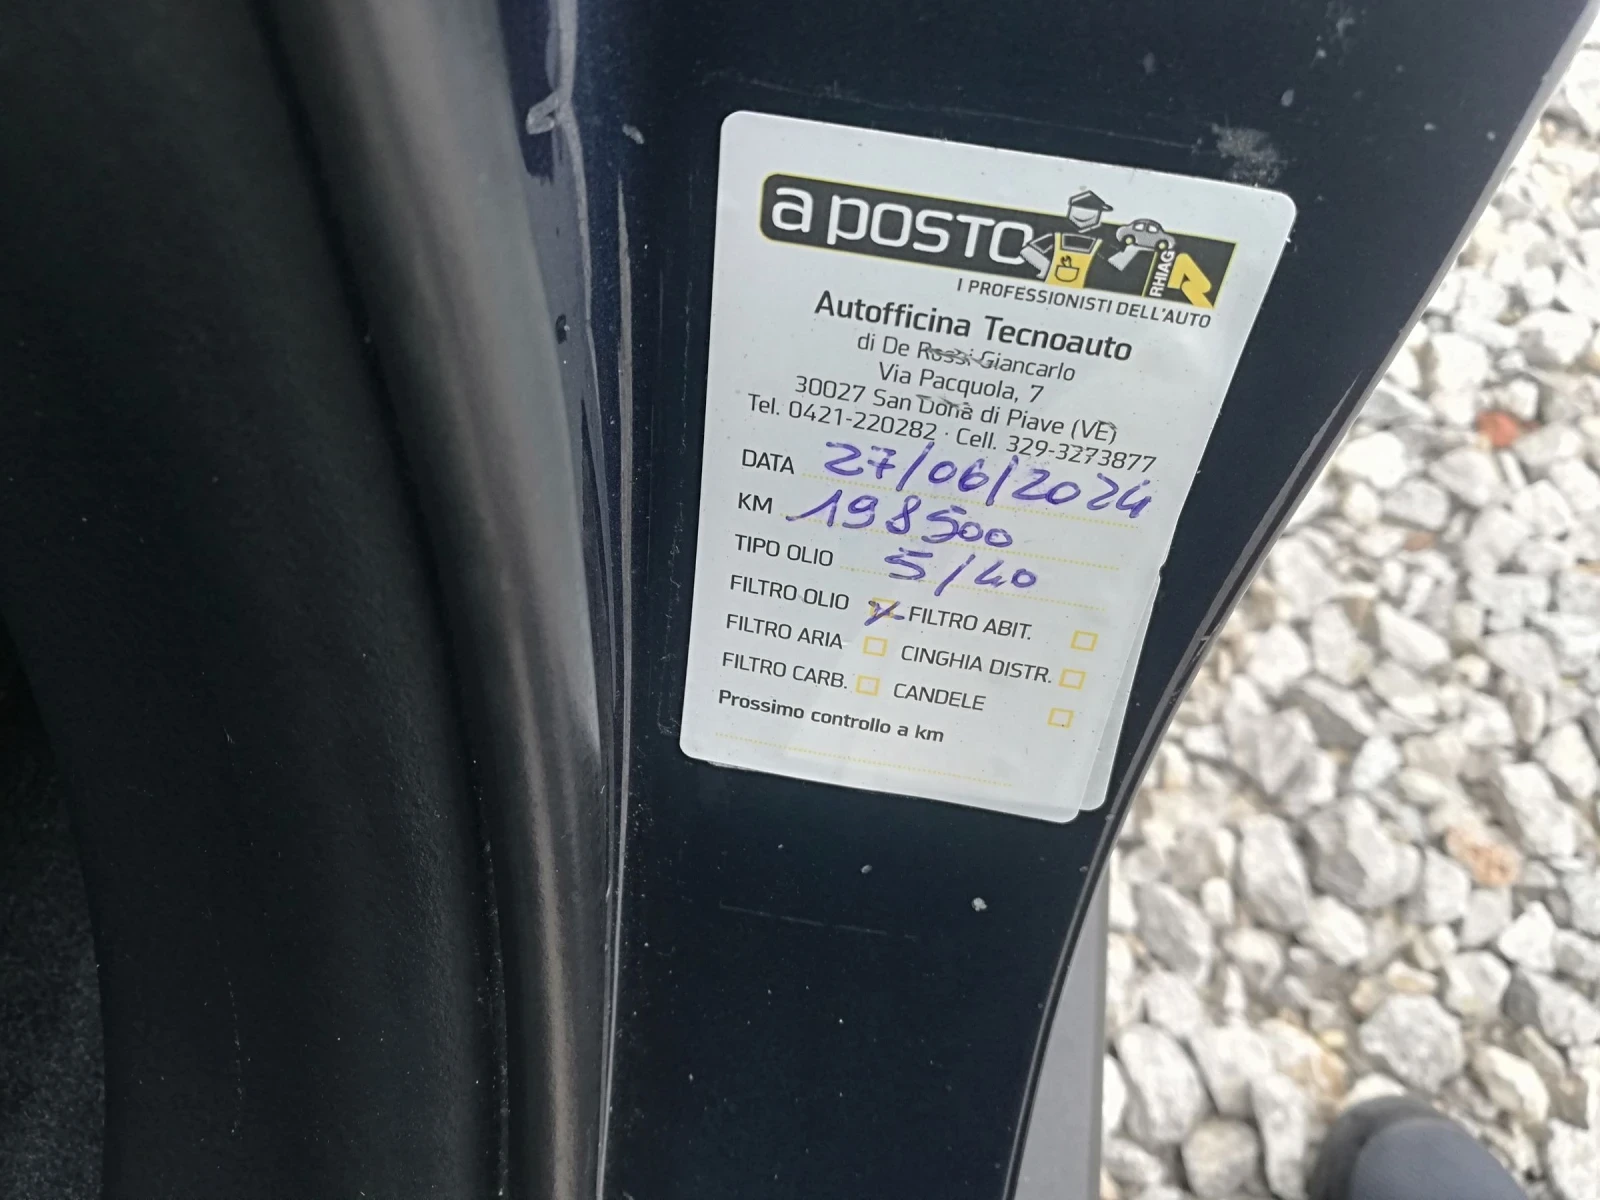 a posto
RHIAG
I PROFESSIONISTI DELL'AUTO
Autofficina Tecnoauto
di De Rossi Giancarlo
Via Pacquola, 7
30027 San Donà di Piave (VE)
Tel. 0421-220282 · Cell. 329-3273877
DATA 27/06/2024
KM 198500
TIPO OLIO 5/40
FILTRO OLIO FILTRO ABIT.
FILTRO ARIA CINGHIA DISTR.
FILTRO CARB. CANDELE
Prossimo controllo a km